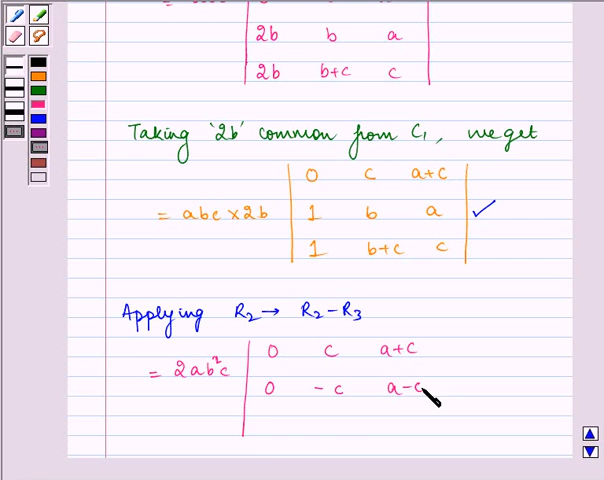 2b b a
2b b+c c
Taking '2b' common from C₁, we get
0 c a+c
= abc × 2b 1 b a ✓
1 b+c c
Applying R₂ → R₂ - R₃
0 c a+c
= 2ab²c 0 -c a-c